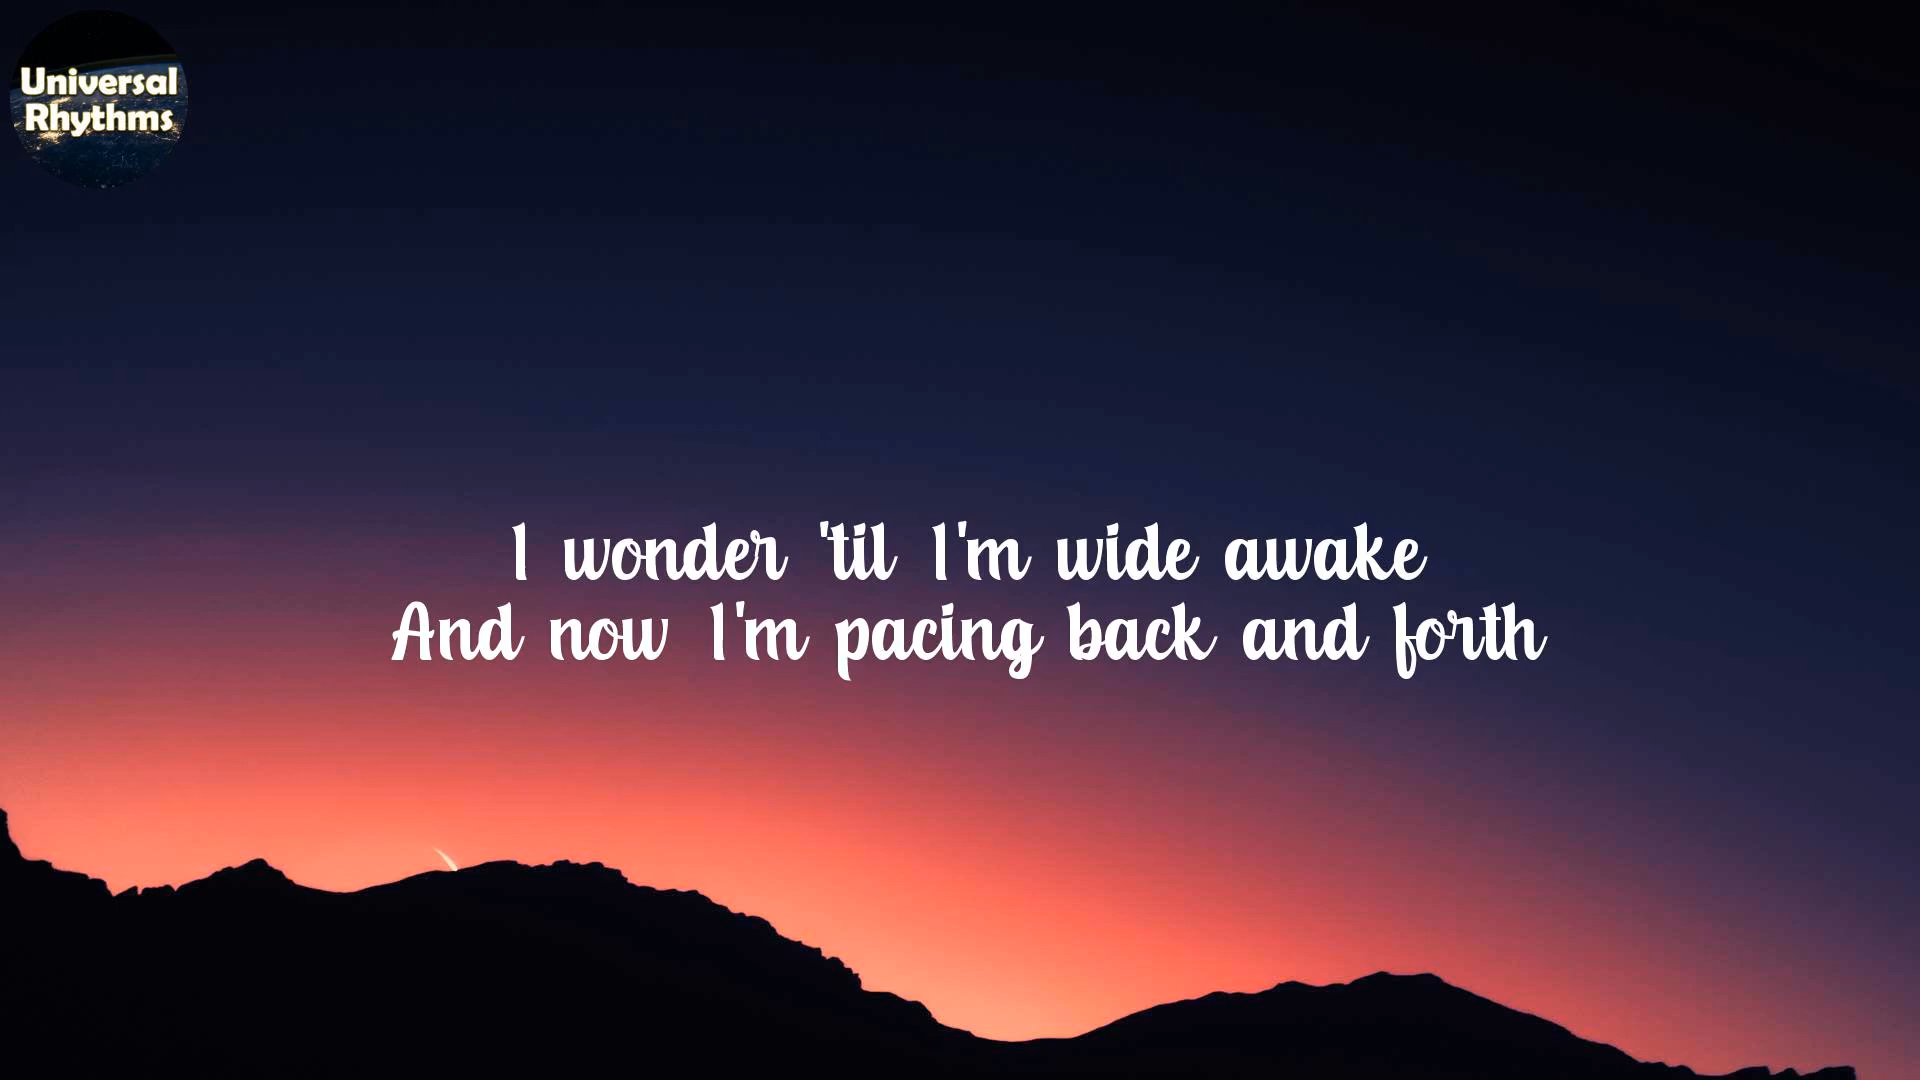 Universal
Rhythms
I wonder 'til I'm wide awake
And now I'm pacing back and forth